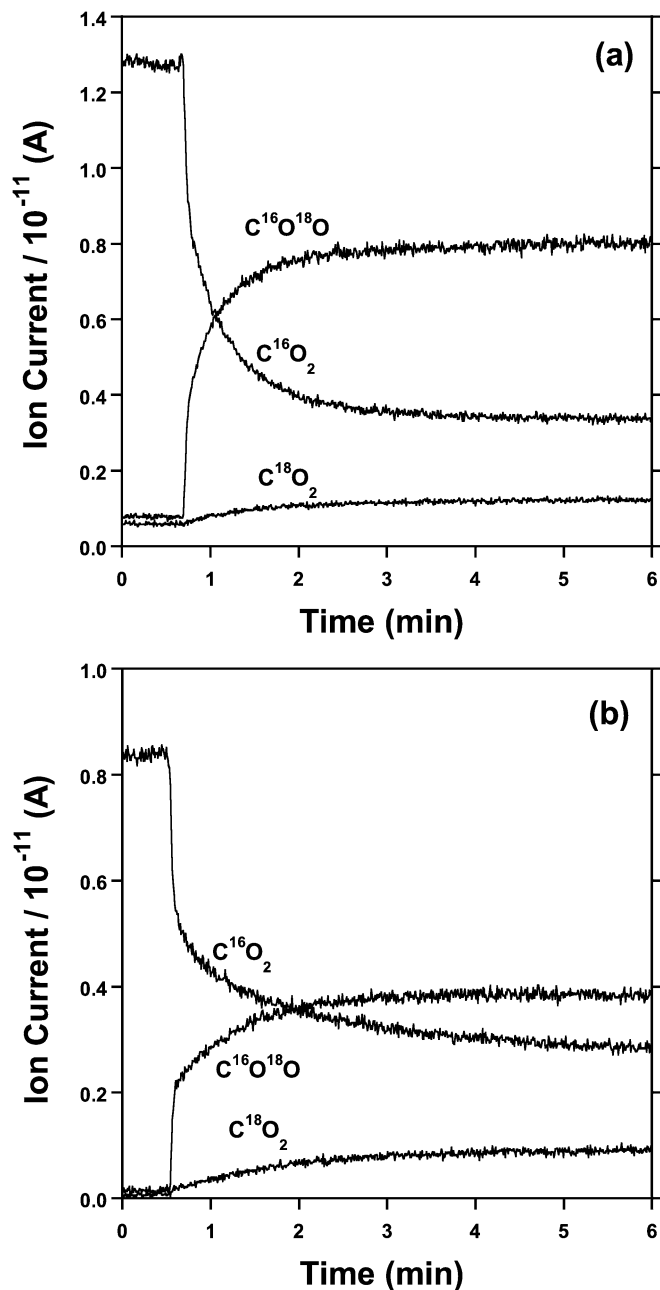 1.4
(a)
1.2
1.0
C¹⁶O¹⁸O
0.8
0.6
C¹⁶O₂
0.4
C¹⁸O₂
0.2
0.0
0 1 2 3 4 5 6
Ion Current / 10⁻¹¹ (A)
Time (min)
1.0
(b)
0.8
0.6
C¹⁶O₂
0.4
C¹⁶O¹⁸O
0.2
C¹⁸O₂
0.0
0 1 2 3 4 5 6
Ion Current / 10⁻¹¹ (A)
Time (min)